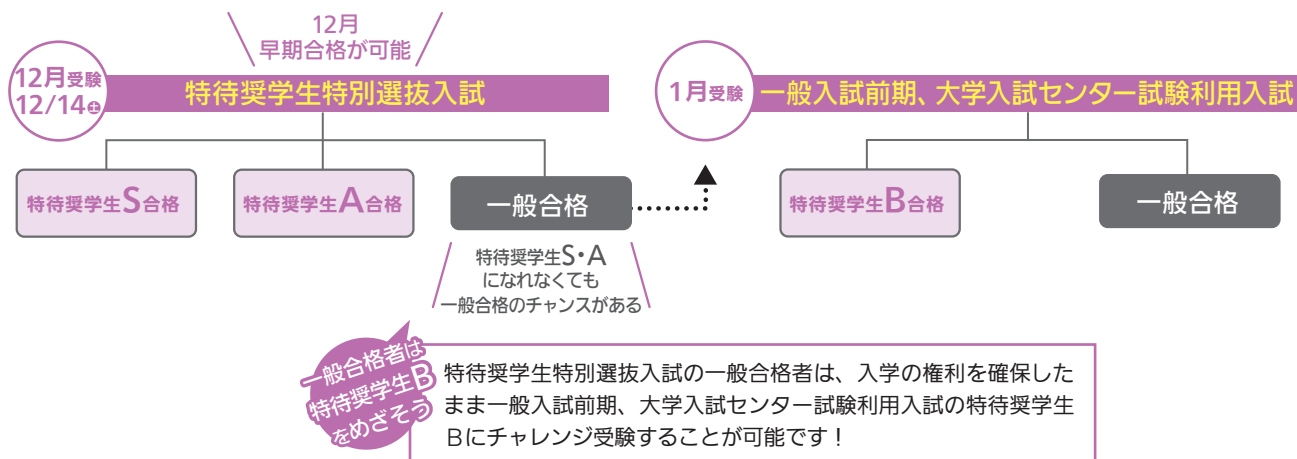 12月
早期合格が可能
12月受験
12/14㊏
特待奨学生特別選抜入試
1月受験
一般入試前期、大学入試センター試験利用入試
特待奨学生S合格
特待奨学生A合格
一般合格
特待奨学生B合格
一般合格
特待奨学生S・A
になれなくても
一般合格のチャンスがある
一般合格者は
特待奨学生B
をめざそう
特待奨学生特別選抜入試の一般合格者は、入学の権利を確保した
まま一般入試前期、大学入試センター試験利用入試の特待奨学生
Ｂにチャレンジ受験することが可能です！